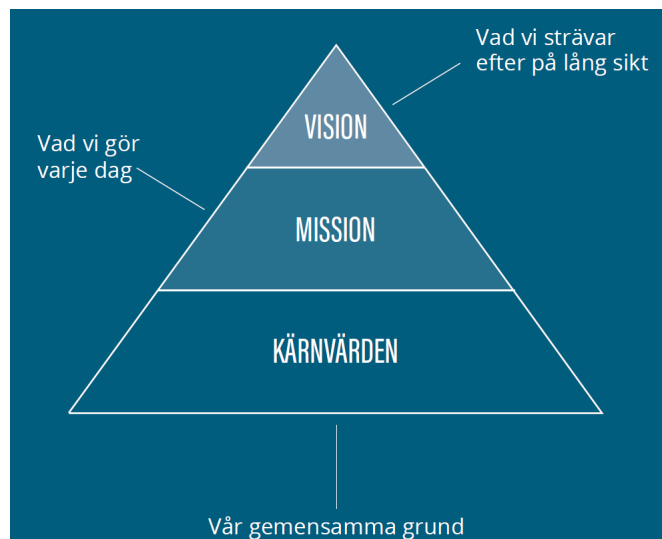 Vad vi strävar
efter på lång sikt
VISION
Vad vi gör
varje dag
MISSION
KÄRNVÄRDEN
Vår gemensamma grund